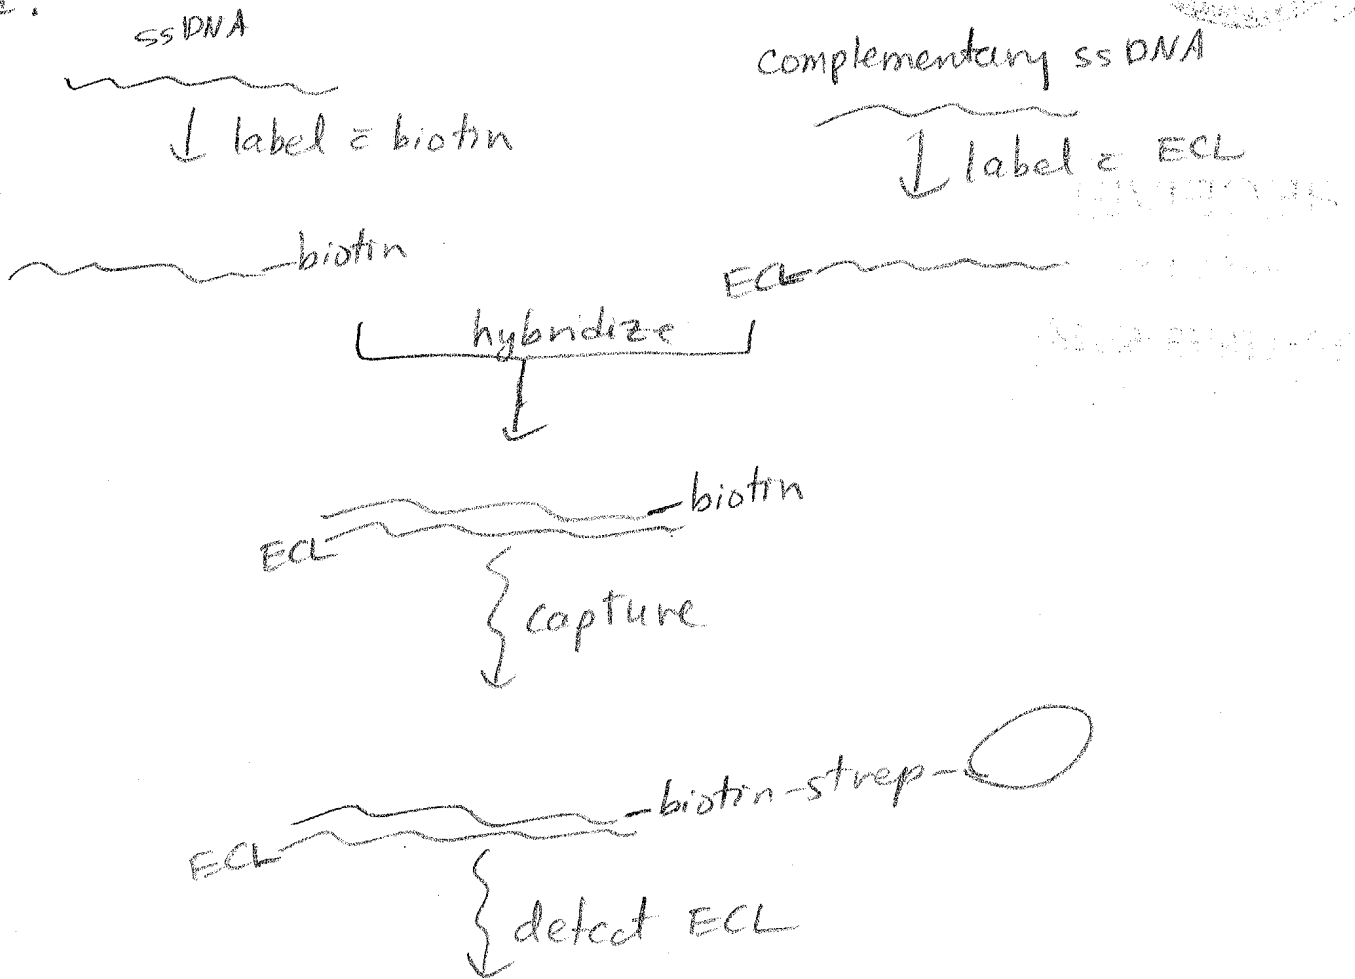 ssDNA
complementary ssDNA
label c̄ biotin
label c̄ ECL
biotin
ECL
hybridize
biotin
ECL
capture
biotin-strep-
ECL
detect ECL